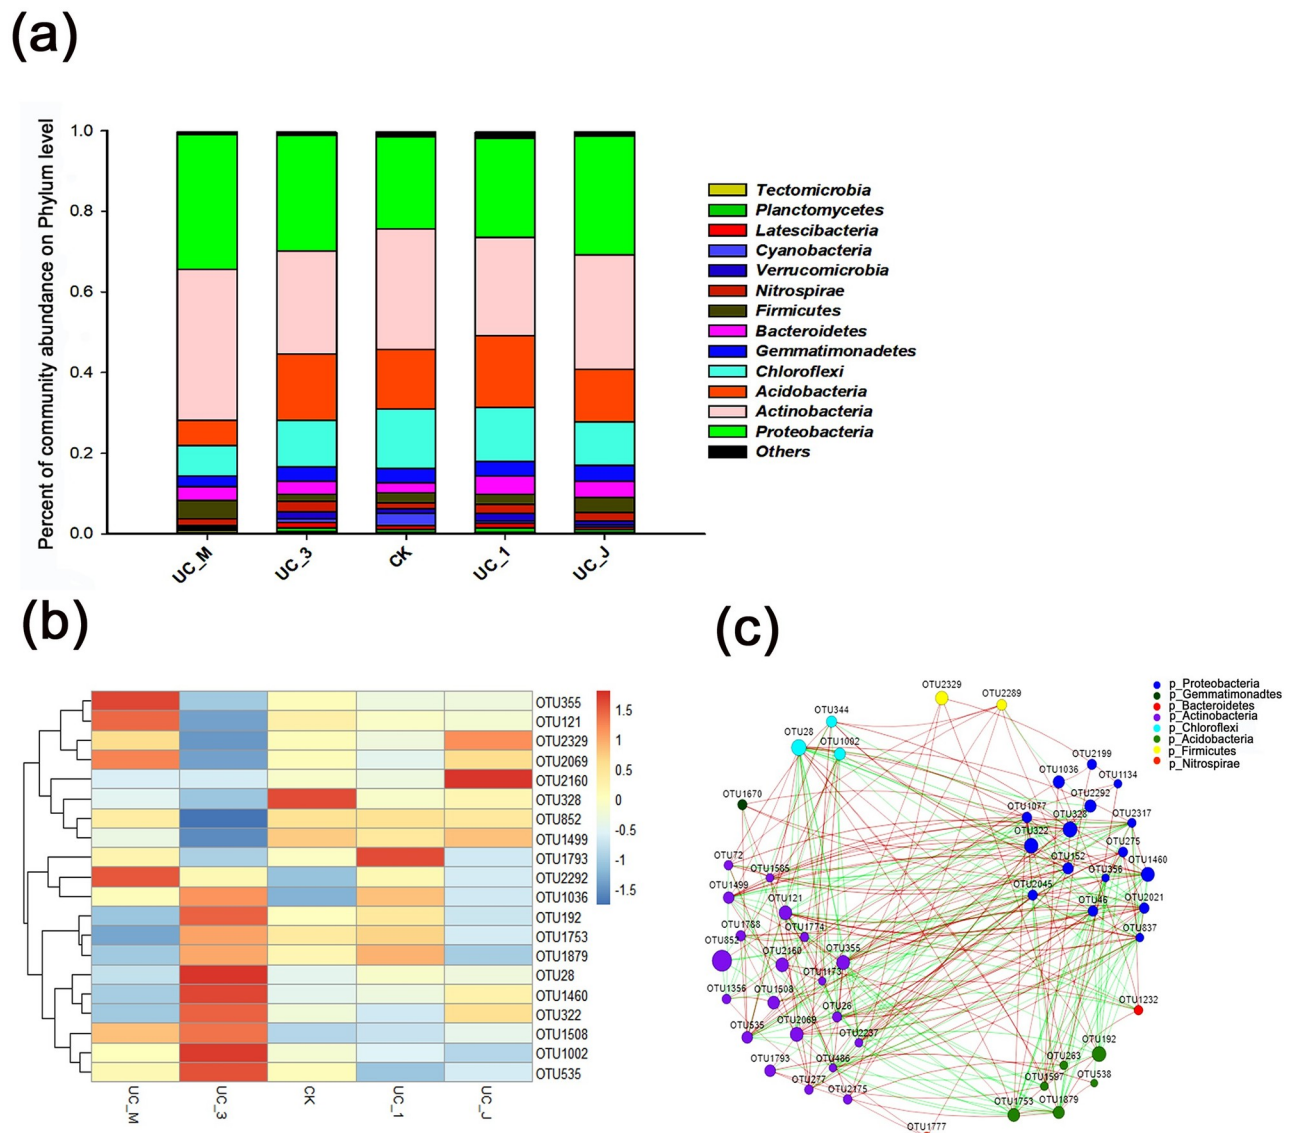 (a)
Percent of community abundance on Phylum level
1.0
0.8
0.6
0.4
0.2
0.0
UC_M
UC_3
CK
UC_1
UC_J
Tectomicrobia
Planctomycetes
Latescibacteria
Cyanobacteria
Verrucomicrobia
Nitrospirae
Firmicutes
Bacteroidetes
Gemmatimonadetes
Chloroflexi
Acidobacteria
Actinobacteria
Proteobacteria
Others
(b)
OTU355
OTU121
OTU2329
OTU2069
OTU2160
OTU328
OTU852
OTU1499
OTU1793
OTU2292
OTU1036
OTU192
OTU1753
OTU1879
OTU28
OTU1460
OTU322
OTU1508
OTU1002
OTU535
UC_M
UC_3
CK
UC_1
UC_J
1.5
1
0.5
0
-0.5
-1
-1.5
(c)
p_Proteobacteria
p_Gemmatimonadtes
p_Bacteroidetes
p_Actinobacteria
p_Chloroflexi
p_Acidobacteria
p_Firmicutes
p_Nitrospirae
OTU2329
OTU2289
OTU344
OTU28
OTU1002
OTU2199
OTU1036
OTU1134
OTU1670
OTU2292
OTU1077
OTU328
OTU2317
OTU322
OTU275
OTU72
OTU1565
OTU152
OTU1460
OTU356
OTU1499
OTU2045
OTU121
OTU46
OTU2021
OTU1788
OTU1774
OTU837
OTU852
OTU2160
OTU355
OTU1173
OTU1356
OTU1508
OTU26
OTU1232
OTU535
OTU2069
OTU2237
OTU192
OTU1793
OTU486
OTU263
OTU277
OTU2175
OTU1597
OTU538
OTU1753
OTU1879
OTU1777